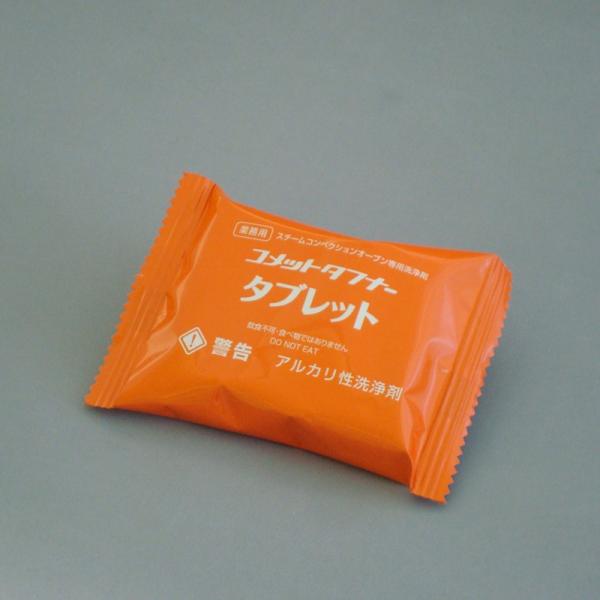 業務用 スチームコンベクションオーブン専用洗浄剤
コメットタフナー
タブレット
飲食不可・食べ物ではありません
DO NOT EAT
警告 アルカリ性洗浄剤